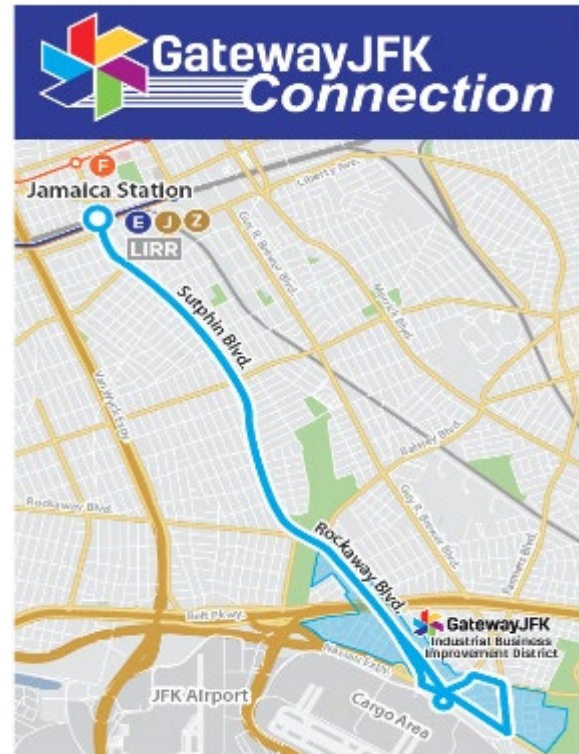 GatewayJFK
Connection
F
Jamaica Station
E J Z
LIRR
Liberty Ave.
Guy R. Brewer Blvd.
Merrick Blvd.
Sutphin Blvd.
Van Wyck Expy
Baisley Blvd.
Rockaway Blvd.
Guy R. Brewer Blvd.
Farmers Blvd.
Rockaway Blvd.
Belt Pkwy.
GatewayJFK
Industrial Business
Improvement District
Nassau Expy.
JFK Airport
Cargo Area